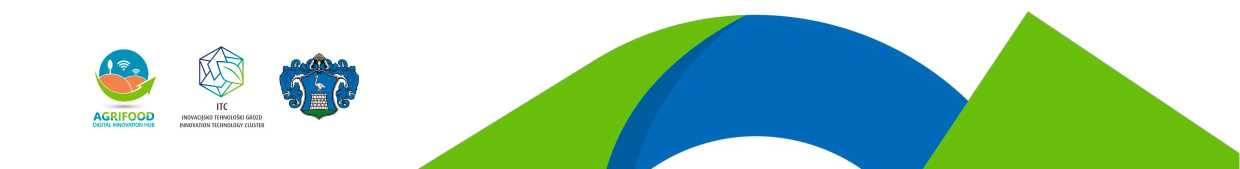 AGRIFOOD
DIGITAL INNOVATION HUB
ITC
INOVACIJSKO TEHNOLOŠKI GROZD
INNOVATION TECHNOLOGY CLUSTER